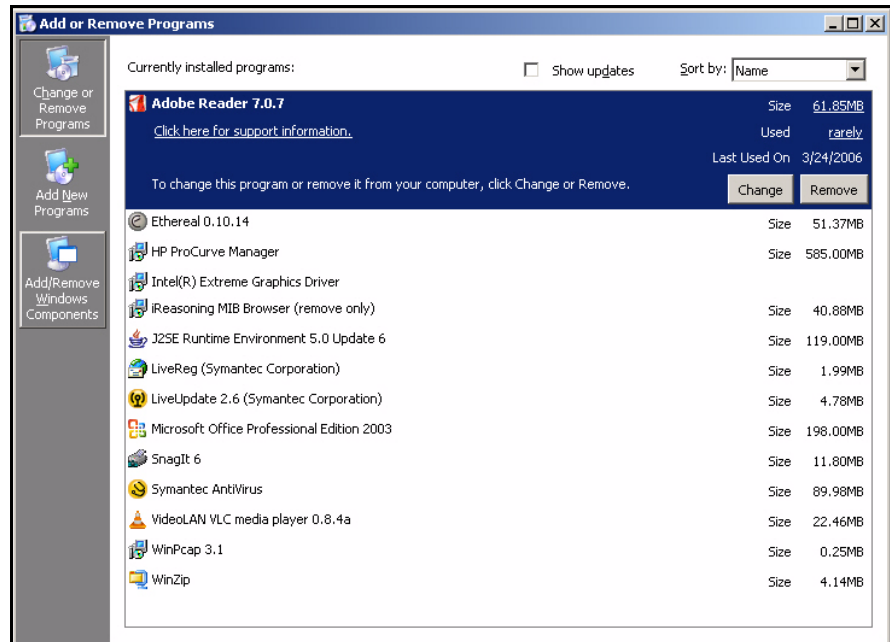 Add or Remove Programs
Change or
Remove
Programs
Add New
Programs
Add/Remove
Windows
Components
Currently installed programs:
Show updates
Sort by: Name
Adobe Reader 7.0.7 Size 61.85MB
Click here for support information. Used rarely
Last Used On 3/24/2006
To change this program or remove it from your computer, click Change or Remove. Change Remove
Ethereal 0.10.14 Size 51.37MB
HP ProCurve Manager Size 585.00MB
Intel(R) Extreme Graphics Driver
iReasoning MIB Browser (remove only) Size 40.88MB
J2SE Runtime Environment 5.0 Update 6 Size 119.00MB
LiveReg (Symantec Corporation) Size 1.99MB
LiveUpdate 2.6 (Symantec Corporation) Size 4.78MB
Microsoft Office Professional Edition 2003 Size 198.00MB
SnagIt 6 Size 11.80MB
Symantec AntiVirus Size 89.98MB
VideoLAN VLC media player 0.8.4a Size 22.46MB
WinPcap 3.1 Size 0.25MB
WinZip Size 4.14MB